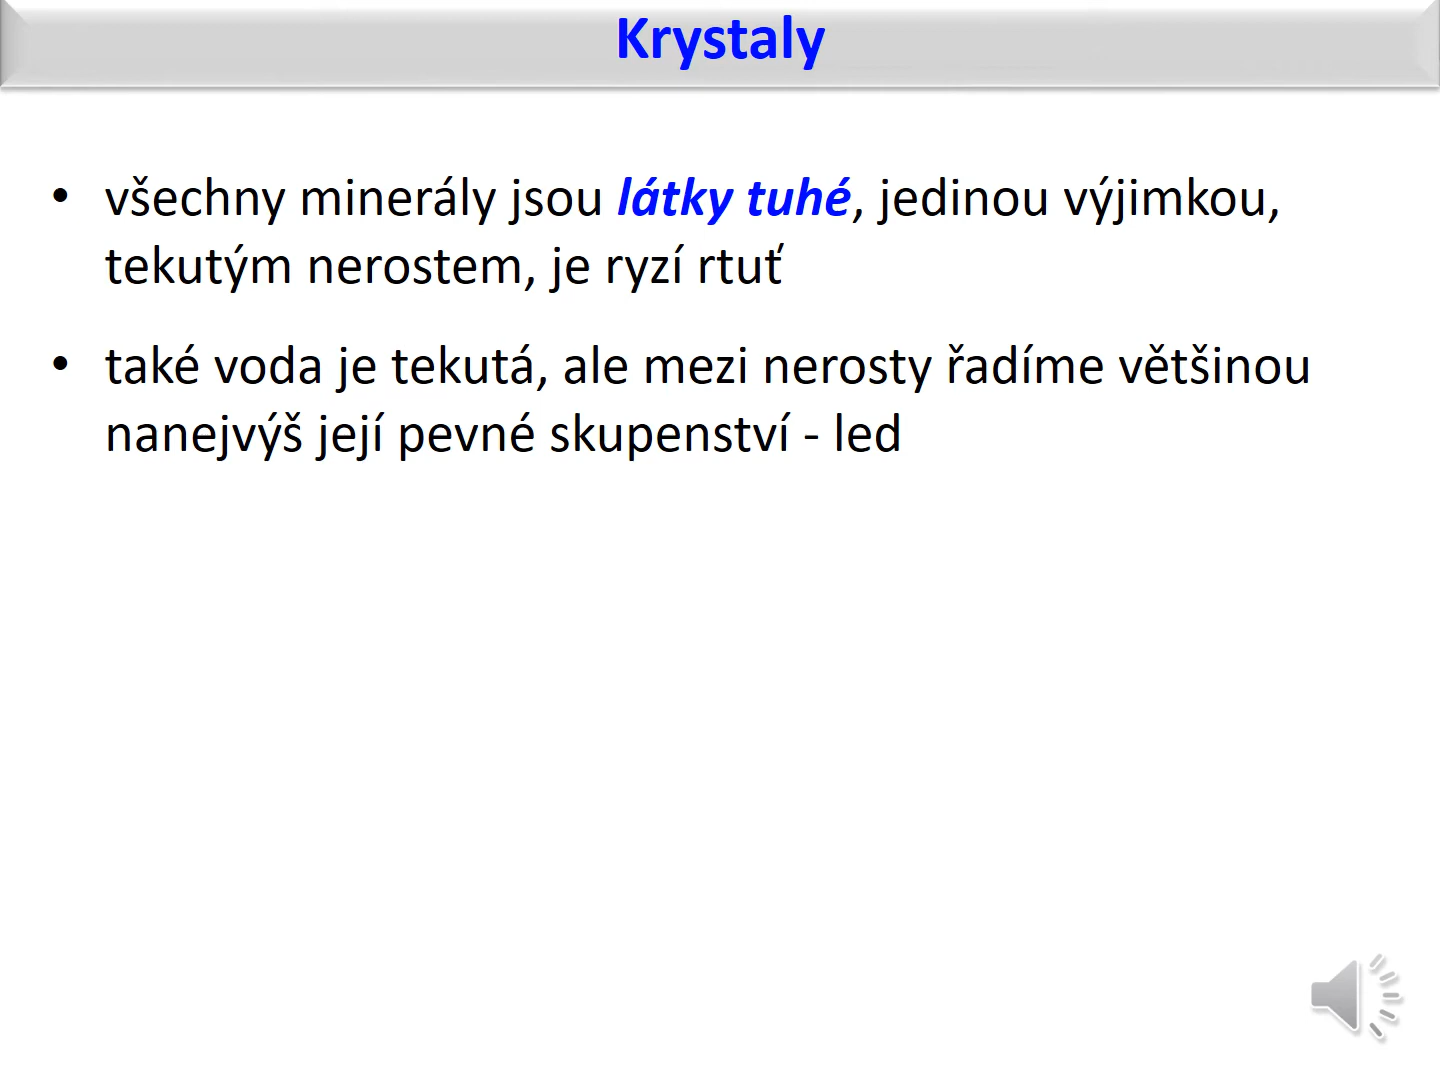 Krystaly
• všechny minerály jsou látky tuhé, jedinou výjimkou,
tekutým nerostem, je ryzí rtuť
• také voda je tekutá, ale mezi nerosty řadíme většinou
nanejvýš její pevné skupenství - led